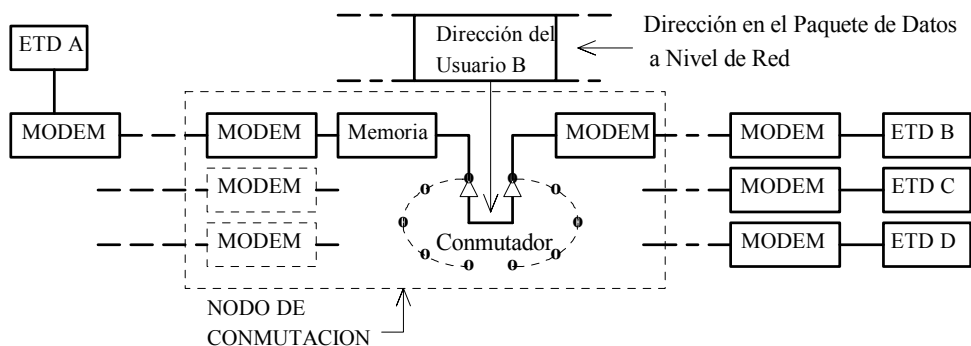 ETD A
Dirección del
Usuario B
Dirección en el Paquete de Datos
a Nivel de Red
MODEM
MODEM
Memoria
MODEM
MODEM
ETD B
MODEM
MODEM
ETD C
MODEM
Conmutador
MODEM
ETD D
NODO DE
CONMUTACION